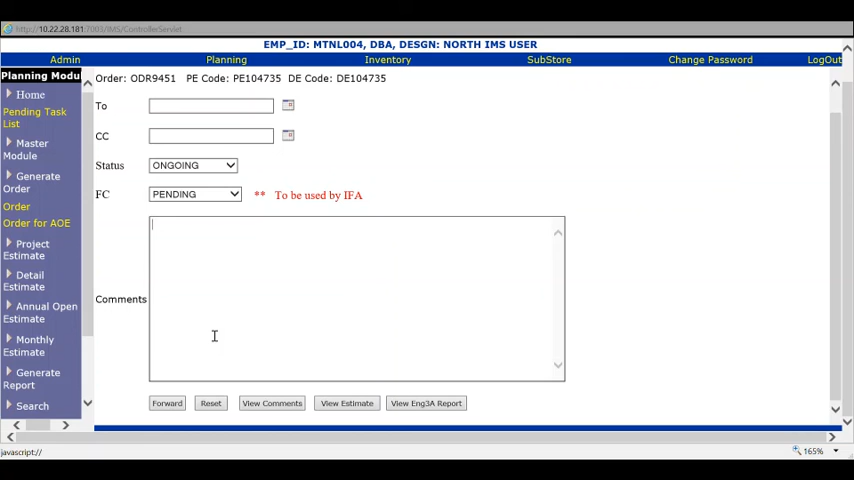 http://10.22.28.181:7003/IMS/ControllerServlet
EMP_ID: MTNL004, DBA, DESGN: NORTH IMS USER
Admin Planning Inventory SubStore Change Password LogOut
Planning Modu
Home
Pending Task
List
Master
Module
Generate
Order
Order
Order for AOE
Project
Estimate
Detail
Estimate
Annual Open
Estimate
Monthly
Estimate
Generate
Report
Search
Order: ODR9451 PE Code: PE104735 DE Code: DE104735
To
CC
Status ONGOING
FC PENDING ** To be used by IFA
Comments
Forward Reset View Comments View Estimate View Eng3A Report
javascript://
165%